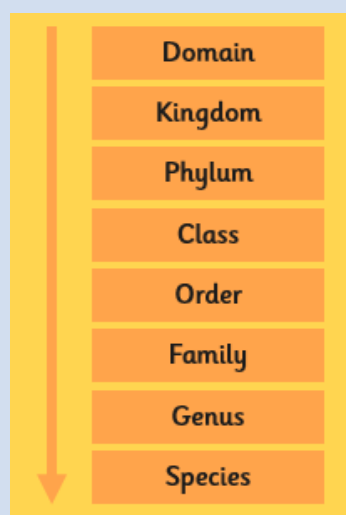 Domain
Kingdom
Phylum
Class
Order
Family
Genus
Species